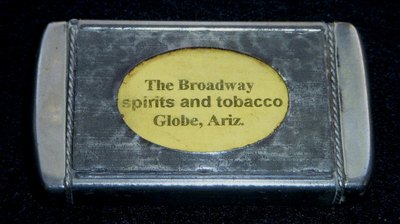 The Broadway
spirits and tobacco
Globe, Ariz.